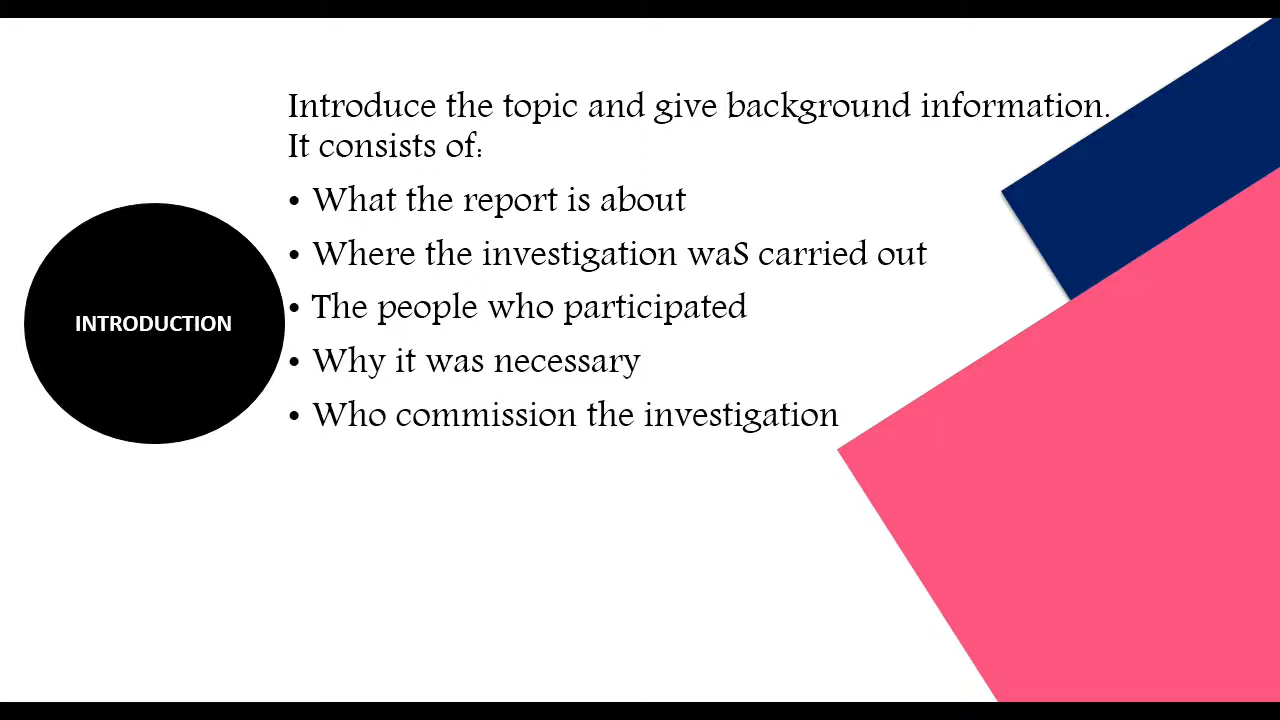 Introduce the topic and give background information.
It consists of:
• What the report is about
• Where the investigation waS carried out
• The people who participated
• Why it was necessary
• Who commission the investigation
INTRODUCTION